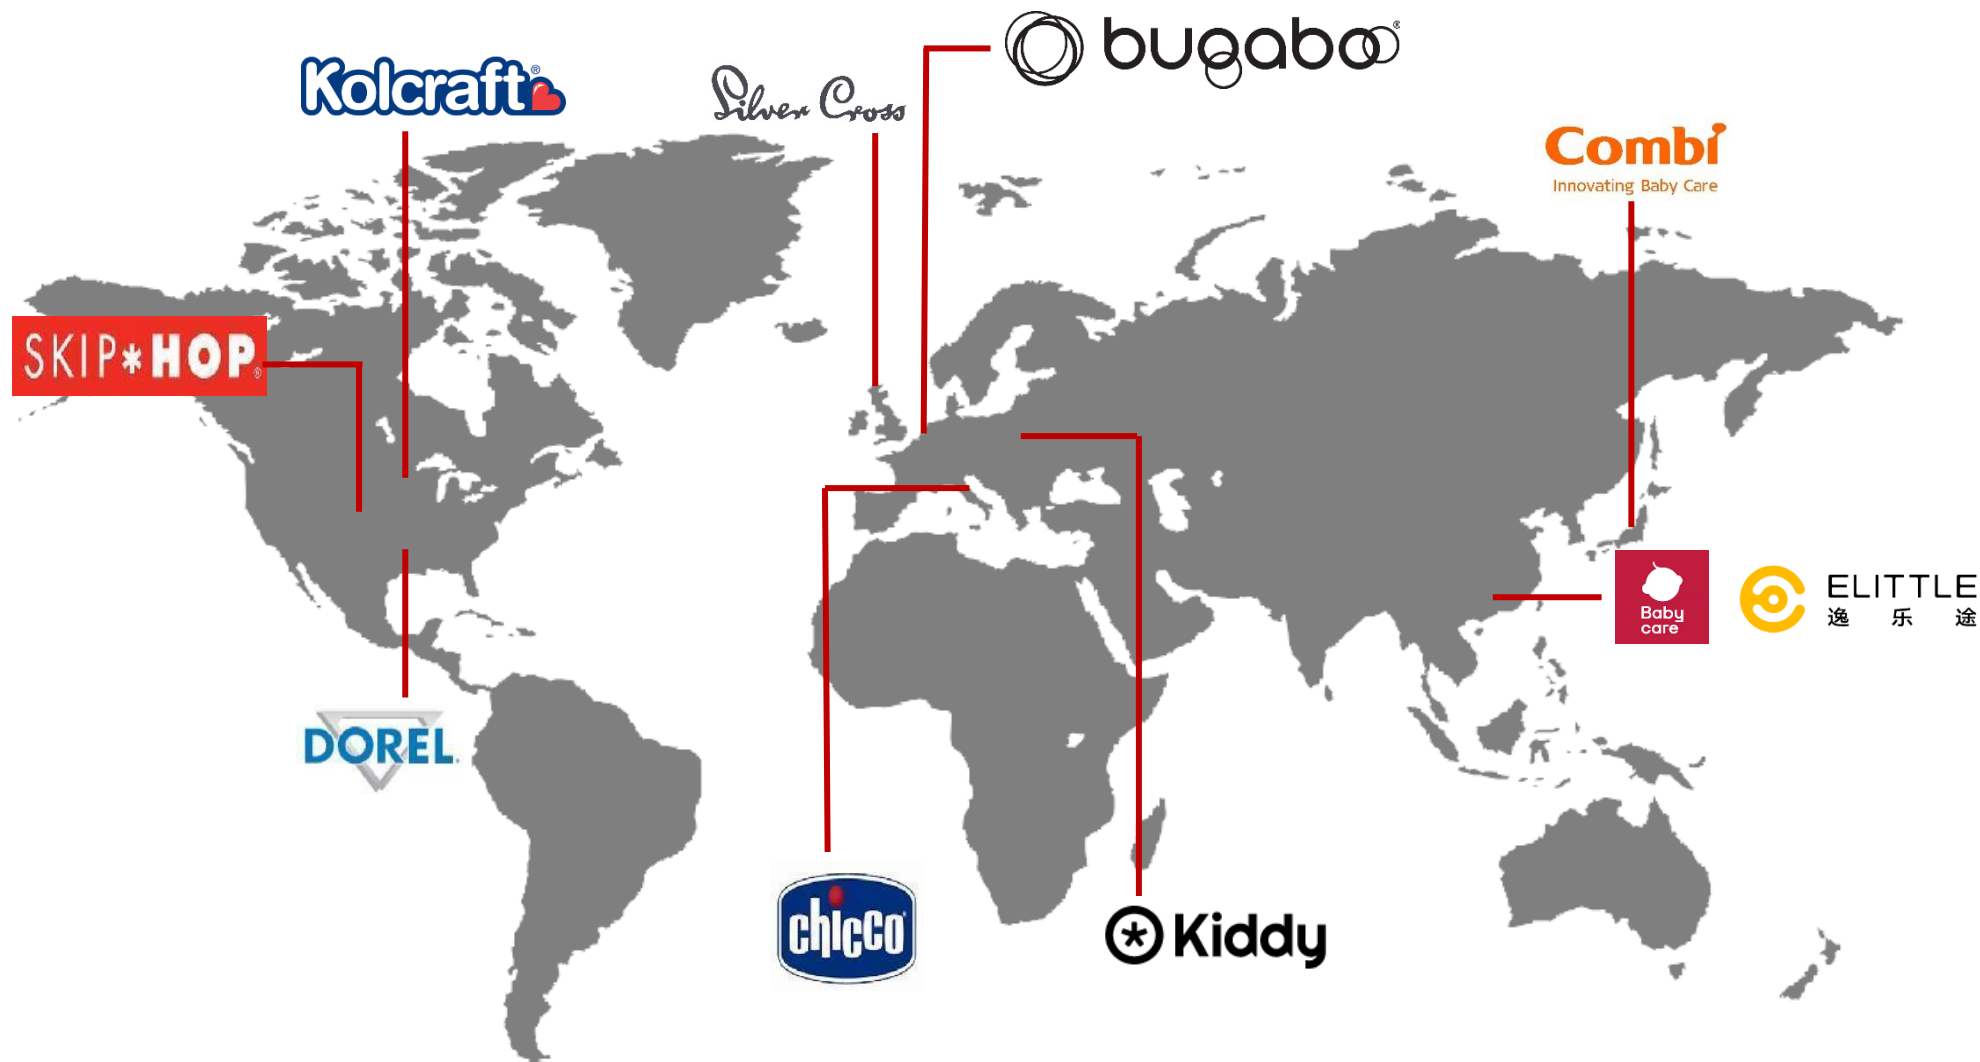 bugaboo®
Kolcraft®
Silver Cross
Combi
Innovating Baby Care
SKIP*HOP®
Baby
care
ELITTLE
逸 乐 途
DOREL
chicco
Kiddy